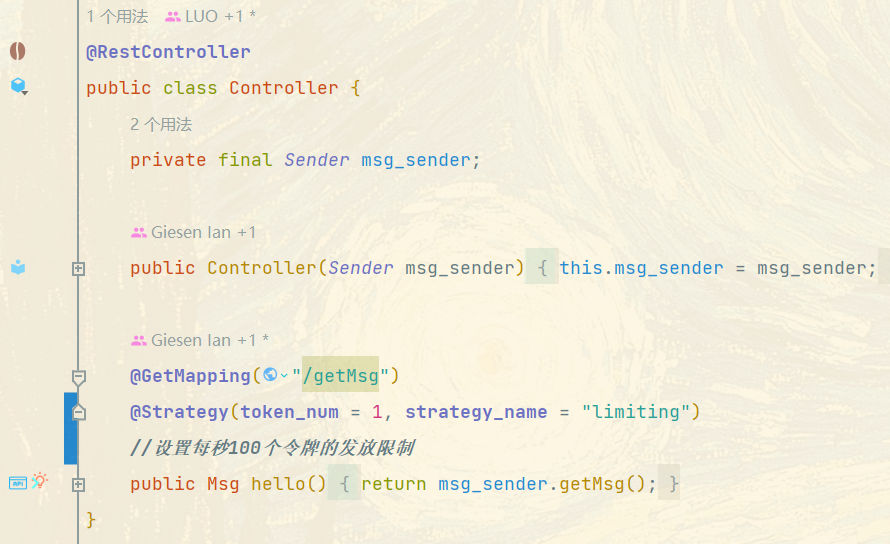 1 个用法 LUO +1 *
@RestController
public class Controller {
2 个用法
private final Sender msg_sender;
Giesen Ian +1
public Controller(Sender msg_sender) { this.msg_sender = msg_sender;
Giesen Ian +1 *
@GetMapping("/getMsg")
@Strategy(token_num = 1, strategy_name = "limiting")
//设置每秒100个令牌的发放限制
public Msg hello() { return msg_sender.getMsg(); }
}